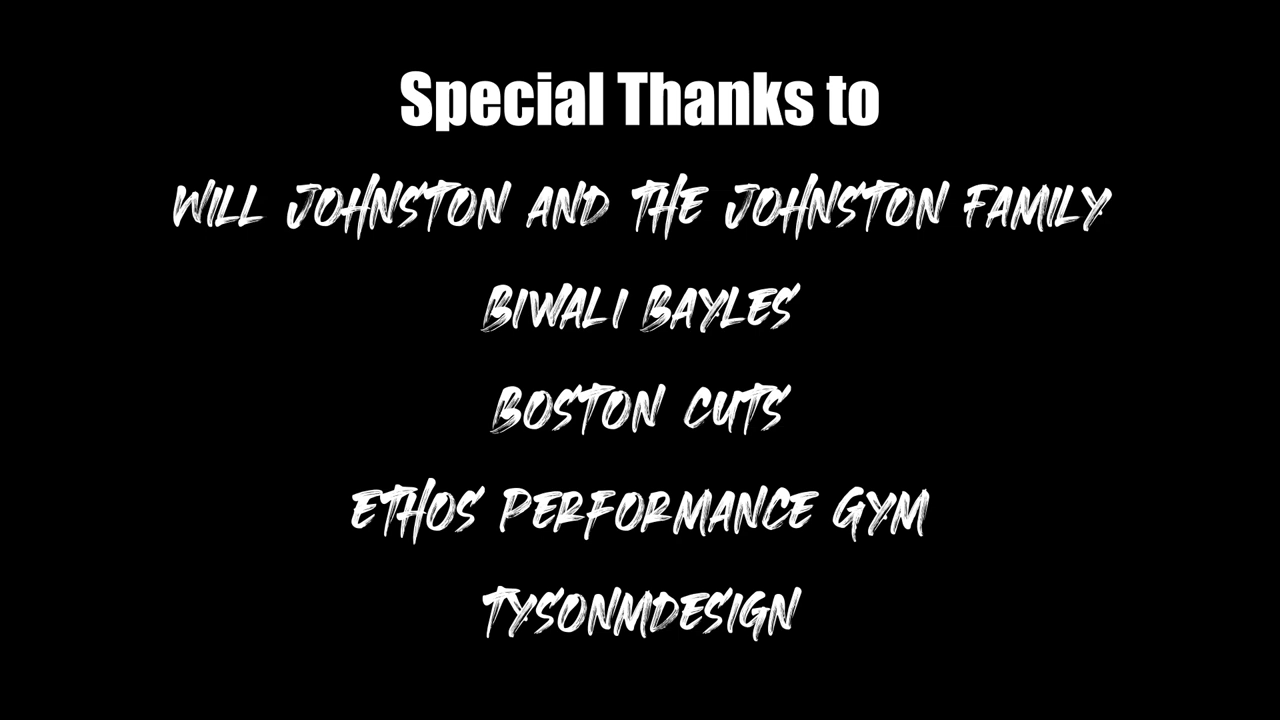 Special Thanks to
WILL JOHNSTON AND THE JOHNSTON FAMILY
BIWALI BAYLES
BOSTON CUTS
ETHOS PERFORMANCE GYM
TYSONMDESIGN